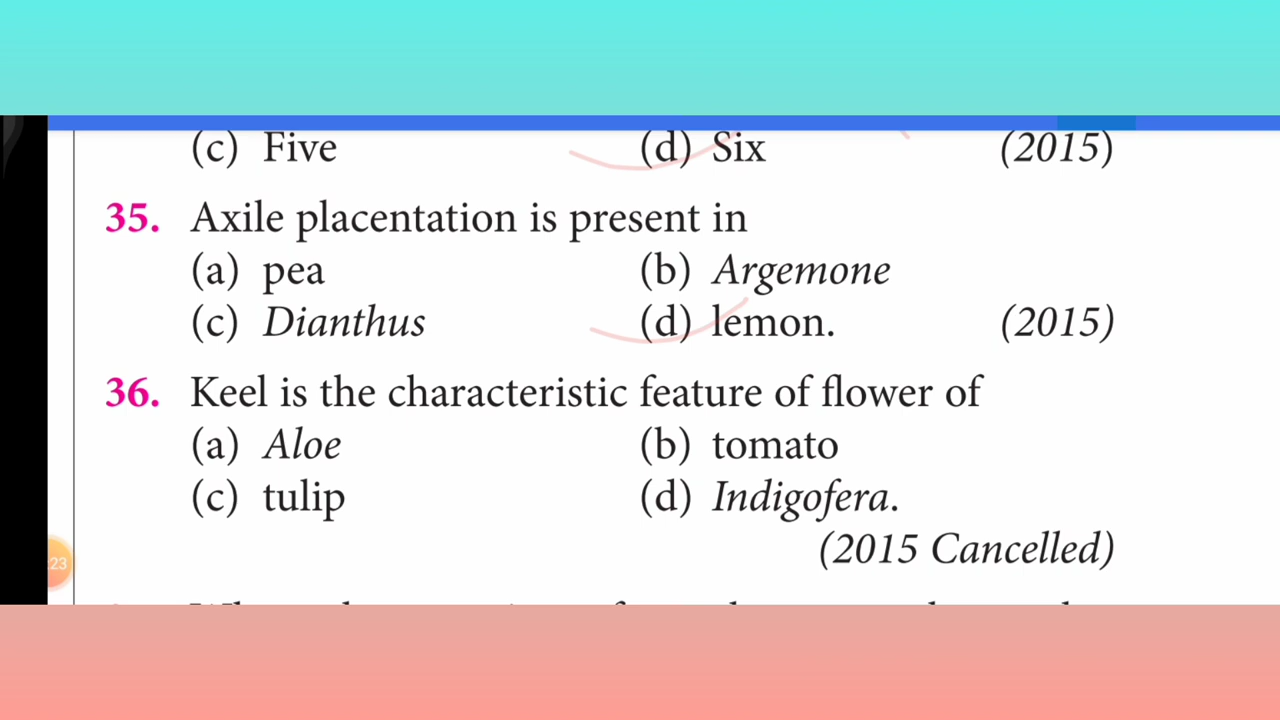 (c) Five (d) Six (2015)
35. Axile placentation is present in
(a) pea (b) Argemone
(c) Dianthus (d) lemon. (2015)
36. Keel is the characteristic feature of flower of
(a) Aloe (b) tomato
(c) tulip (d) Indigofera.
(2015 Cancelled)
23